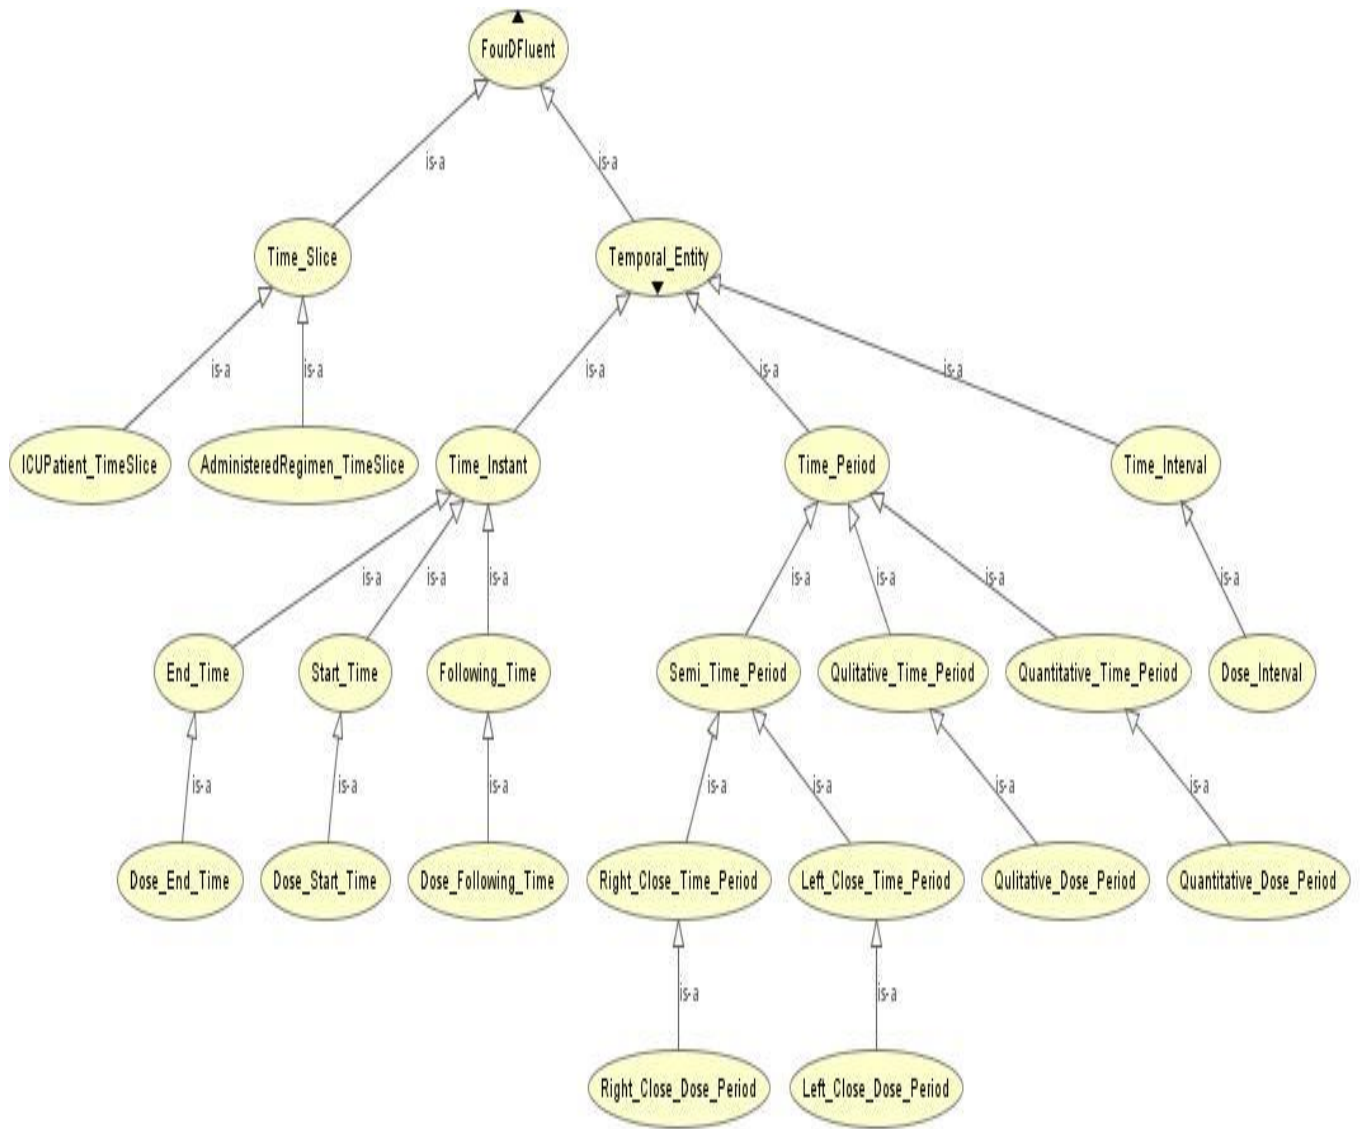 FourDFluent
is-a
is-a
Time_Slice
Temporal_Entity
is-a
is-a
is-a
is-a
is-a
ICUPatient_TimeSlice
AdministeredRegimen_TimeSlice
Time_Instant
Time_Period
Time_Interval
is-a
is-a
is-a
is-a
is-a
is-a
is-a
End_Time
Start_Time
Following_Time
Semi_Time_Period
Qulitative_Time_Period
Quantitative_Time_Period
Dose_Interval
is-a
is-a
is-a
is-a
is-a
is-a
is-a
Dose_End_Time
Dose_Start_Time
Dose_Following_Time
Right_Close_Time_Period
Left_Close_Time_Period
Qulitative_Dose_Period
Quantitative_Dose_Period
is-a
is-a
Right_Close_Dose_Period
Left_Close_Dose_Period